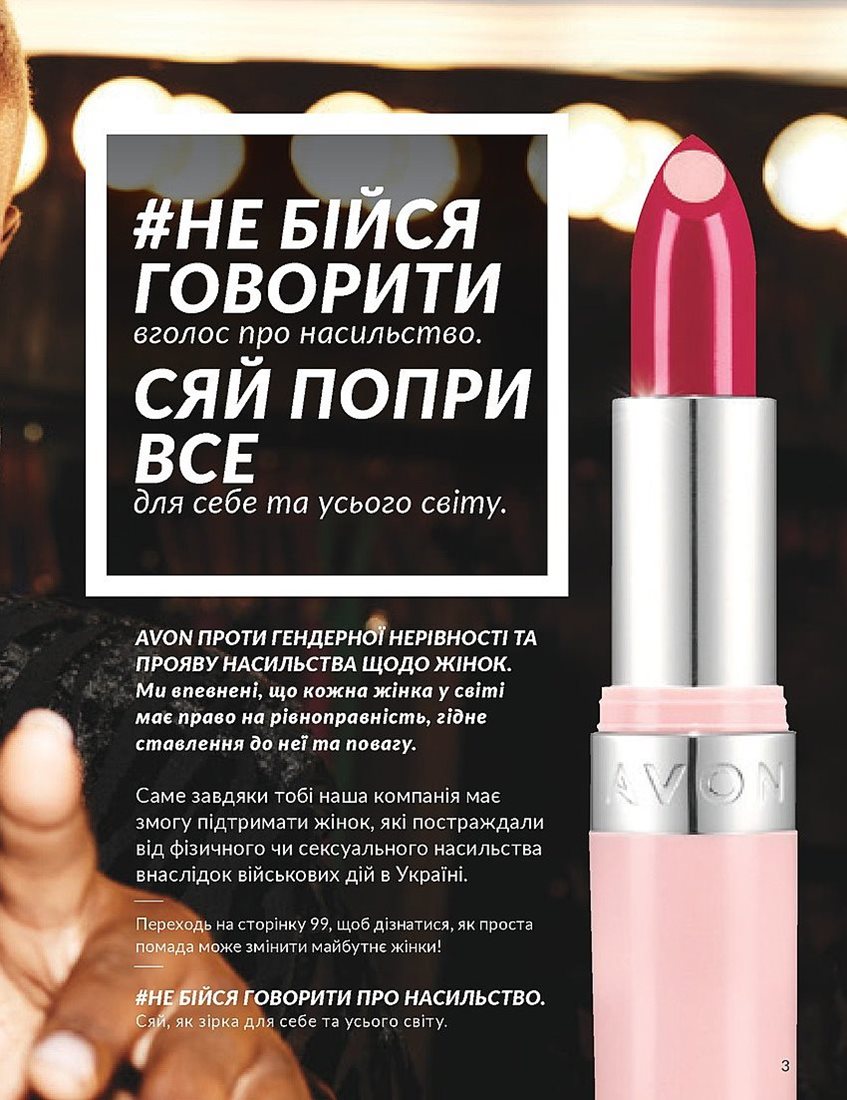 #НЕ БІЙСЯ
ГОВОРИТИ
вголос про насильство.
СЯЙ ПОПРИ
ВСЕ
для себе та усього світу.
AVON ПРОТИ ГЕНДЕРНОЇ НЕРІВНОСТІ ТА
ПРОЯВУ НАСИЛЬСТВА ЩОДО ЖІНОК.
Ми впевнені, що кожна жінка у світі
має право на рівноправність, гідне
ставлення до неї та повагу.
Саме завдяки тобі наша компанія має
змогу підтримати жінок, які постраждали
від фізичного чи сексуального насильства
внаслідок військових дій в Україні.
Переходь на сторінку 99, щоб дізнатися, як проста
помада може змінити майбутнє жінки!
#НЕ БІЙСЯ ГОВОРИТИ ПРО НАСИЛЬСТВО.
Сяй, як зірка для себе та усього світу.
AVON
3